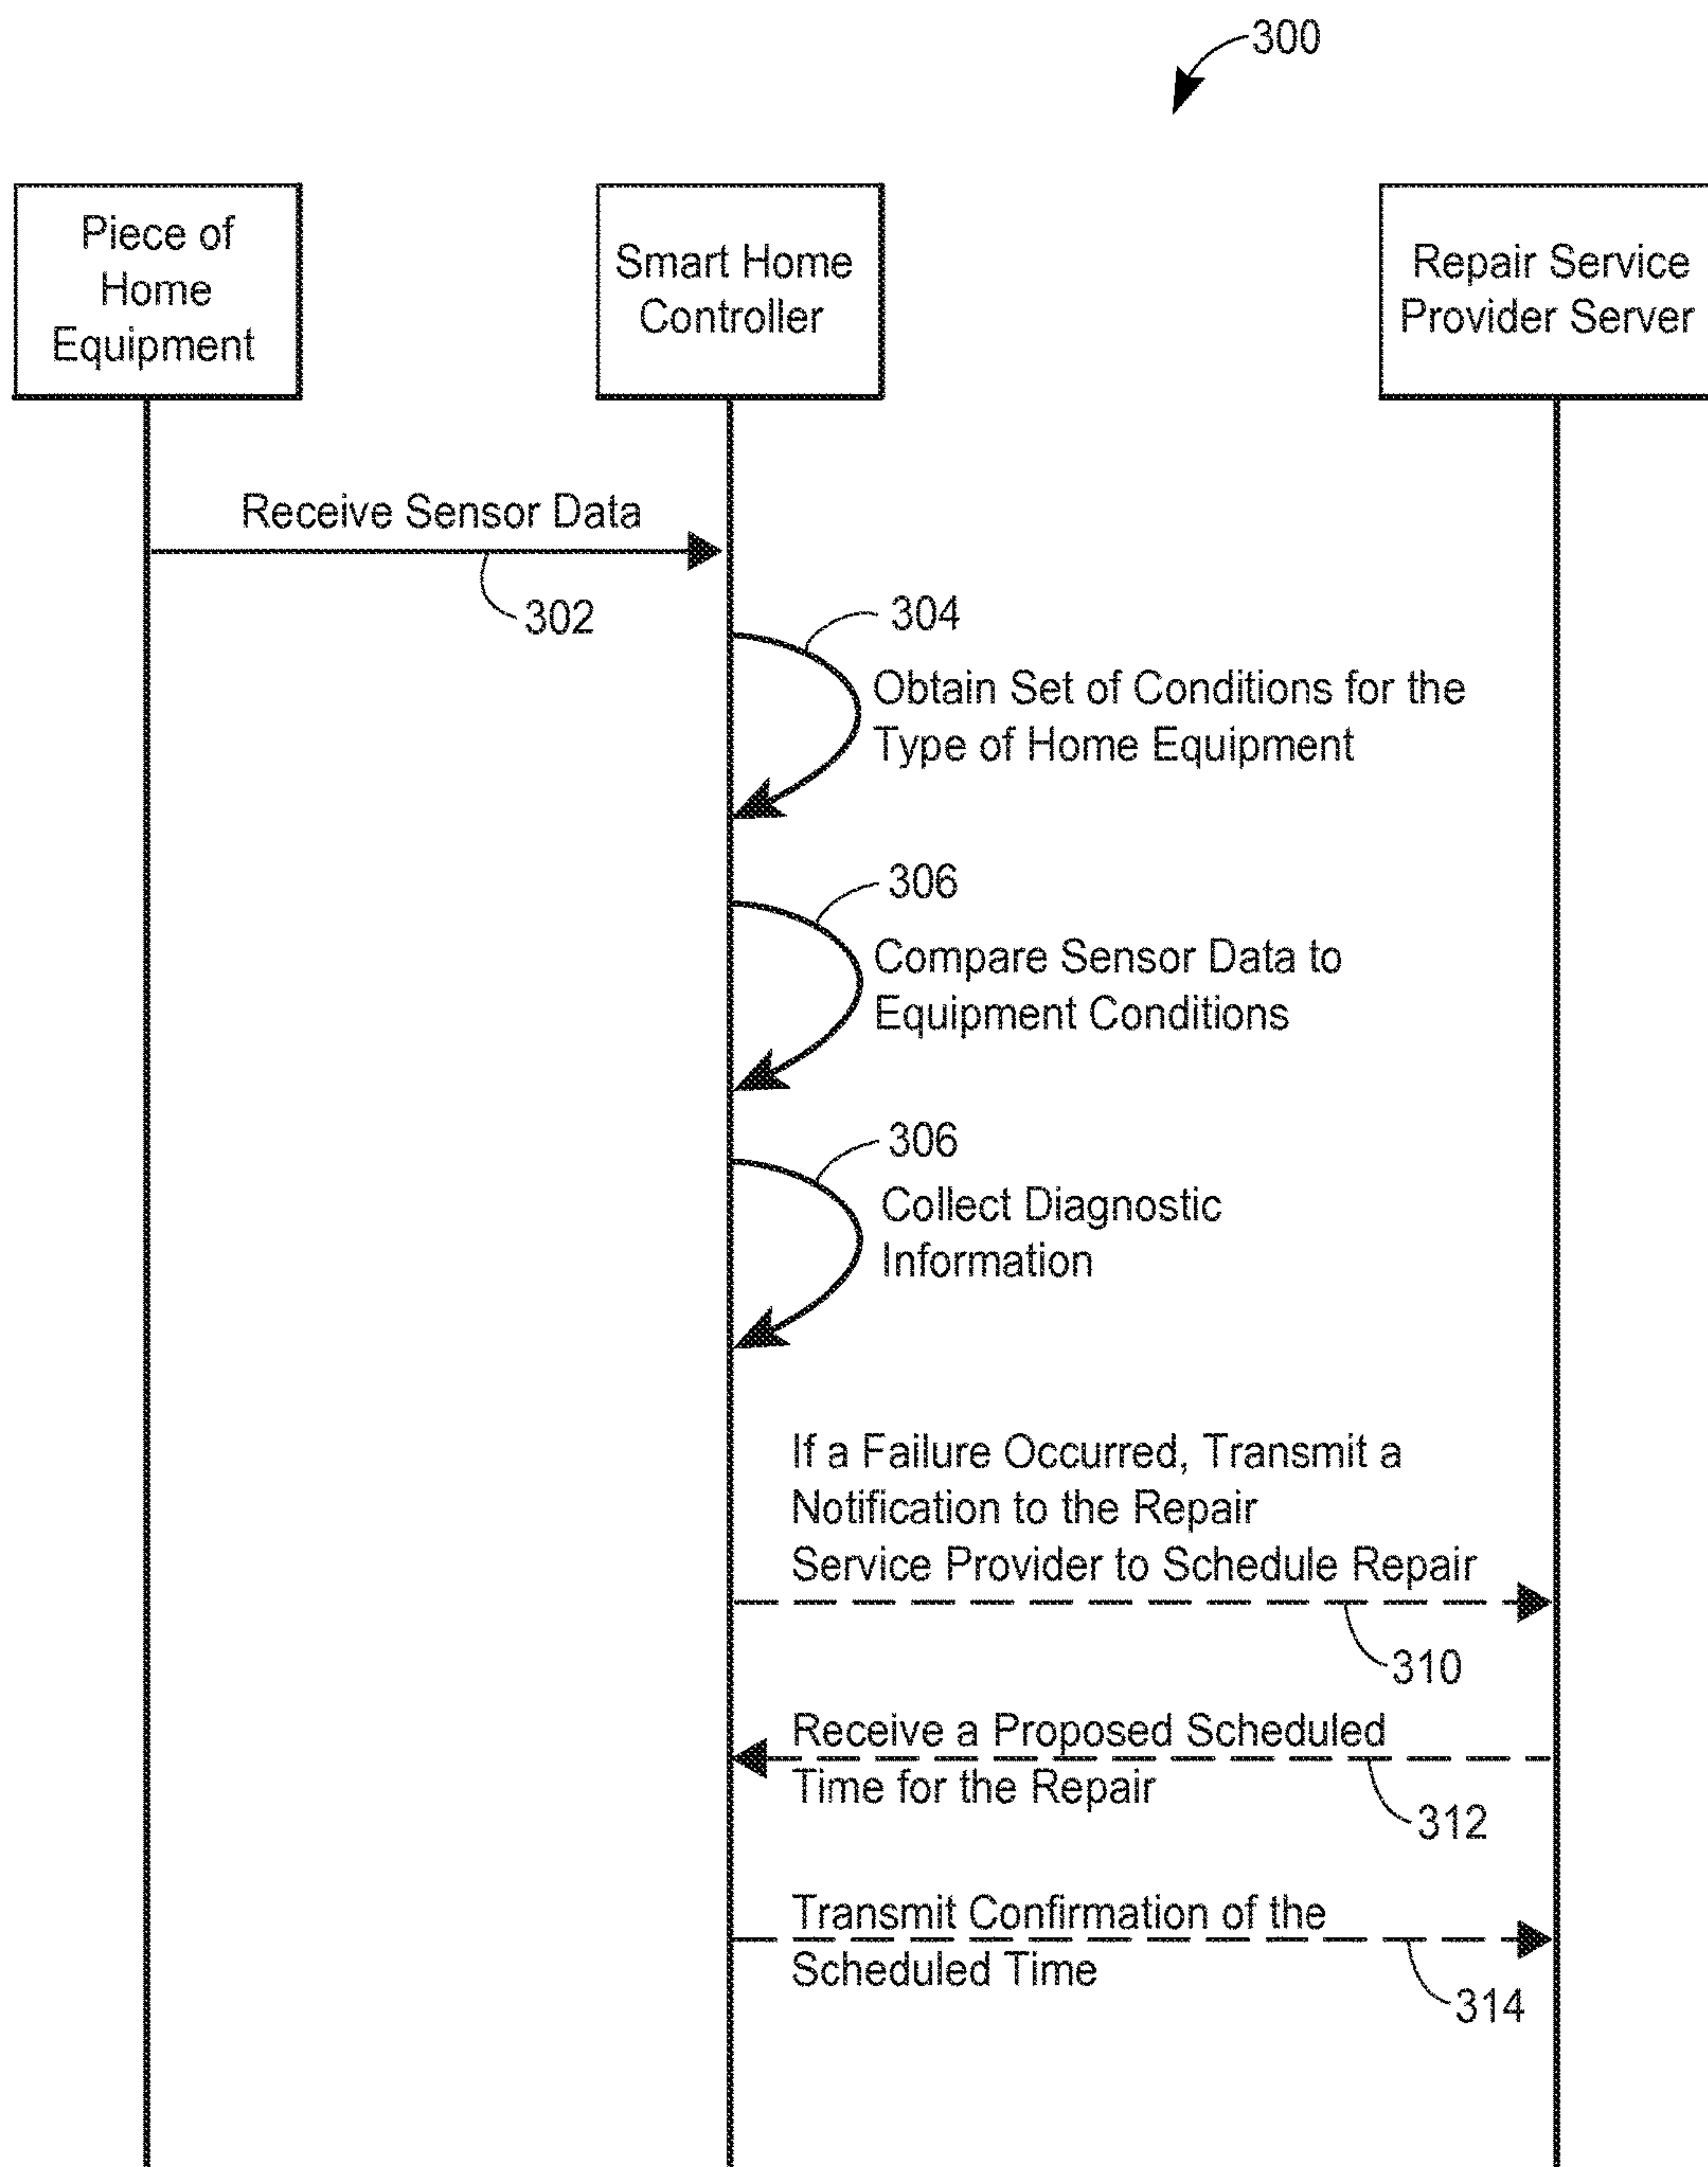 300
Piece of
Home
Equipment
Smart Home
Controller
Repair Service
Provider Server
Receive Sensor Data
302
304
Obtain Set of Conditions for the
Type of Home Equipment
306
Compare Sensor Data to
Equipment Conditions
306
Collect Diagnostic
Information
If a Failure Occurred, Transmit a
Notification to the Repair
Service Provider to Schedule Repair
310
Receive a Proposed Scheduled
Time for the Repair
312
Transmit Confirmation of the
Scheduled Time
314